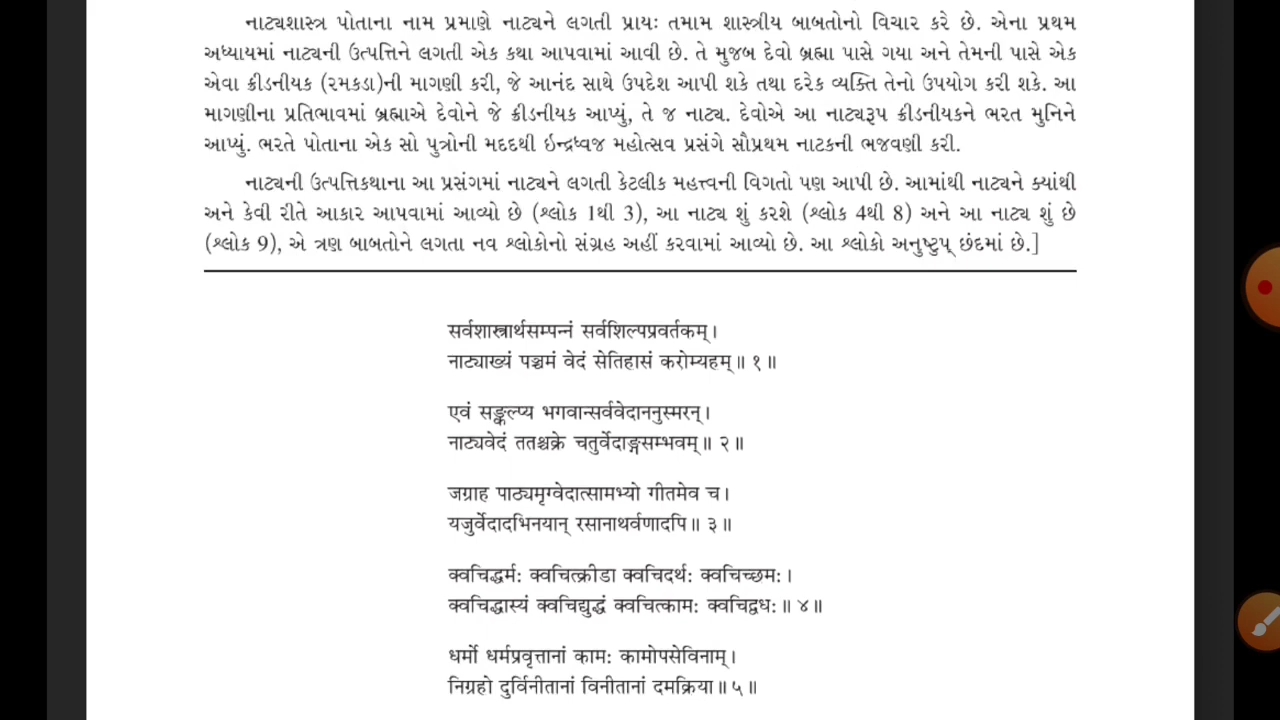 નાટ્યશાસ્ત્ર પોતાના નામ પ્રમાણે નાટ્યને લગતી પ્રાયઃ તમામ શાસ્ત્રીય બાબતોનો વિચાર કરે છે. એના પ્રથમ
અધ્યાયમાં નાટ્યની ઉત્પત્તિને લગતી એક કથા આપવામાં આવી છે. તે મુજબ દેવો બ્રહ્મા પાસે ગયા અને તેમની પાસે એક
એવા ક્રીડનીયક (રમકડા)ની માગણી કરી, જે આનંદ સાથે ઉપદેશ આપી શકે તથા દરેક વ્યક્તિ તેનો ઉપયોગ કરી શકે. આ
માગણીના પ્રતિભાવમાં બ્રહ્માએ દેવોને જે ક્રીડનીયક આપ્યું, તે જ નાટ્ય. દેવોએ આ નાટ્યરૂપ ક્રીડનીયકને ભરત મુનિને
આપ્યું. ભરતે પોતાના એક સો પુત્રોની મદદથી ઇન્દ્રધ્વજ મહોત્સવ પ્રસંગે સૌપ્રથમ નાટકની ભજવણી કરી.
નાટ્યની ઉત્પત્તિકથાના આ પ્રસંગમાં નાટ્યને લગતી કેટલીક મહત્ત્વની વિગતો પણ આપી છે. આમાંથી નાટ્યને ક્યાંથી
અને કેવી રીતે આકાર આપવામાં આવ્યો છે (શ્લોક 1થી 3), આ નાટ્ય શું કરશે (શ્લોક 4થી 8) અને આ નાટ્ય શું છે
(શ્લોક 9), એ ત્રણ બાબતોને લગતા નવ શ્લોકોનો સંગ્રહ અહીં કરવામાં આવ્યો છે. આ શ્લોકો અનુષ્ટુપ્ છંદમાં છે.]
सर्वशास्त्रार्थसम्पन्नं सर्वशिल्पप्रवर्तकम्।
नाट्याख्यं पञ्चमं वेदं सेतिहासं करोम्यहम्॥ १॥
एवं सङ्कल्प्य भगवान्सर्ववेदाननुस्मरन्।
नाट्यवेदं ततश्चक्रे चतुर्वेदाङ्गसम्भवम्॥ २॥
जग्राह पाठ्यमृग्वेदात्सामभ्यो गीतमेव च।
यजुर्वेदादभिनयान् रसानाथर्वणादपि॥ ३॥
क्वचिद्धर्मः क्वचित्क्रीडा क्वचिदर्थः क्वचिच्छमः।
क्वचिद्धास्यं क्वचिद्युद्धं क्वचित्कामः क्वचिद्वधः॥ ४॥
धर्मो धर्मप्रवृत्तानां कामः कामोपसेविनाम्।
निग्रहो दुर्विनीतानां विनीतानां दमक्रिया॥ ५॥